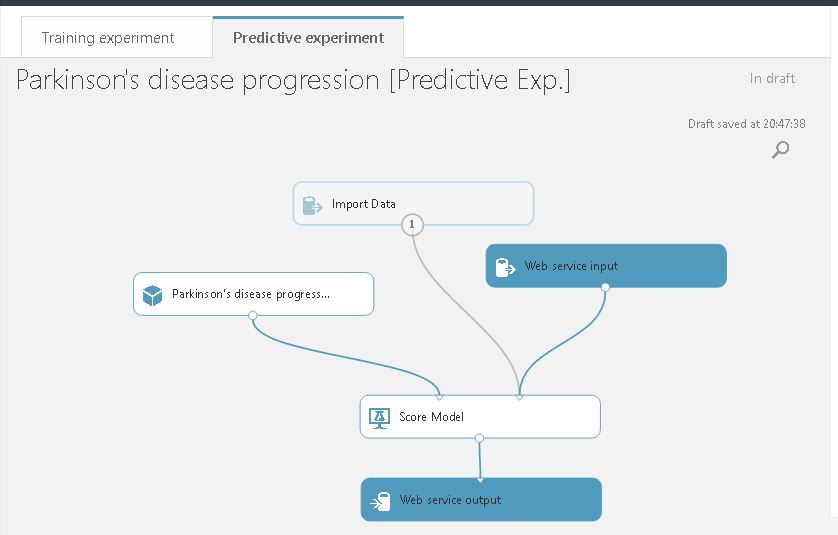 Training experiment
Predictive experiment
Parkinson's disease progression [Predictive Exp.]
In draft
Draft saved at 20:47:38
Import Data
1
Web service input
Parkinson's disease progress...
Score Model
Web service output